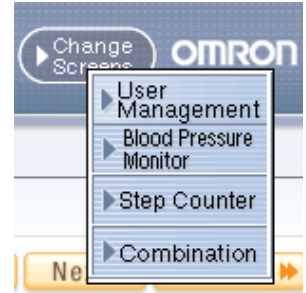 Change
Screens
OMRON
User
Management
Blood Pressure
Monitor
Step Counter
Combination
Ne